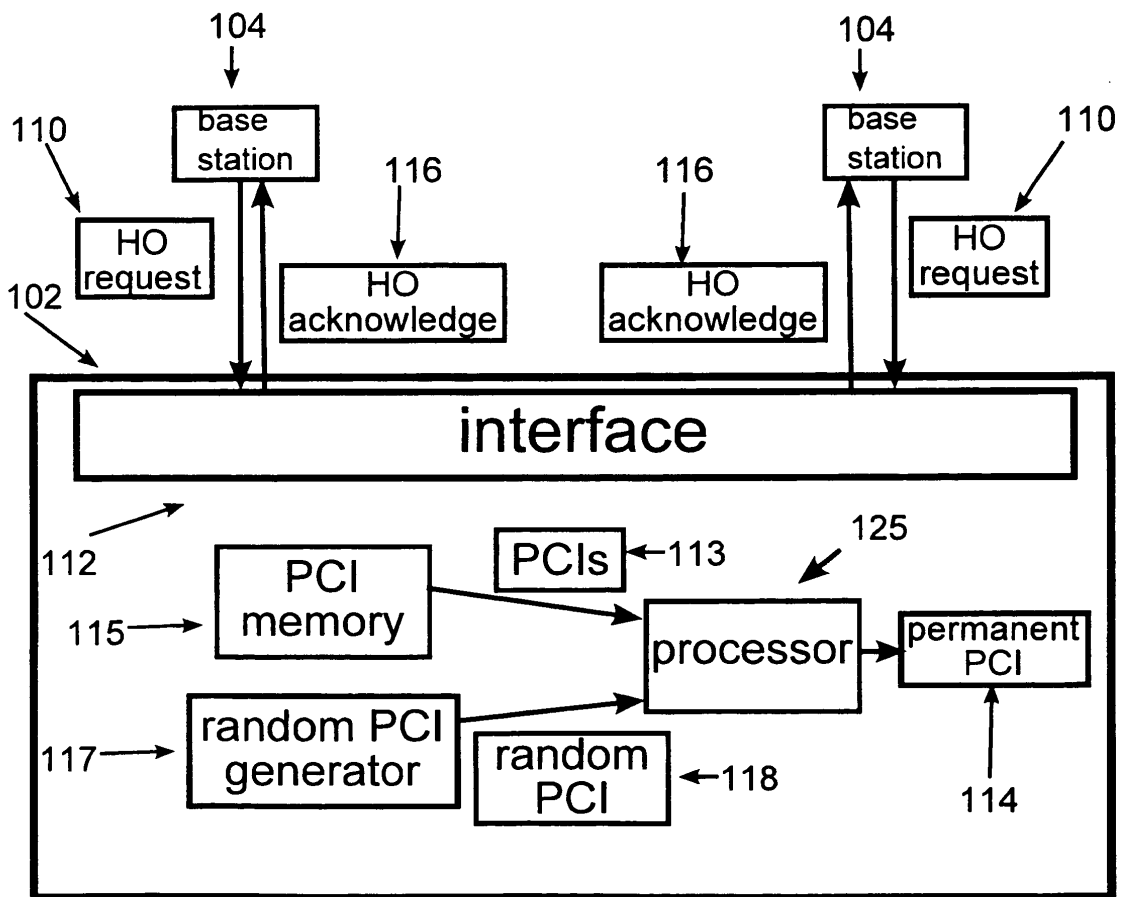 104
104
110
base
station
base
station
110
116
116
HO
request
HO
acknowledge
HO
acknowledge
HO
request
102
interface
112
PCI
memory
PCIs
113
125
115
processor
permanent
PCI
117
random PCI
generator
random
PCI
118
114